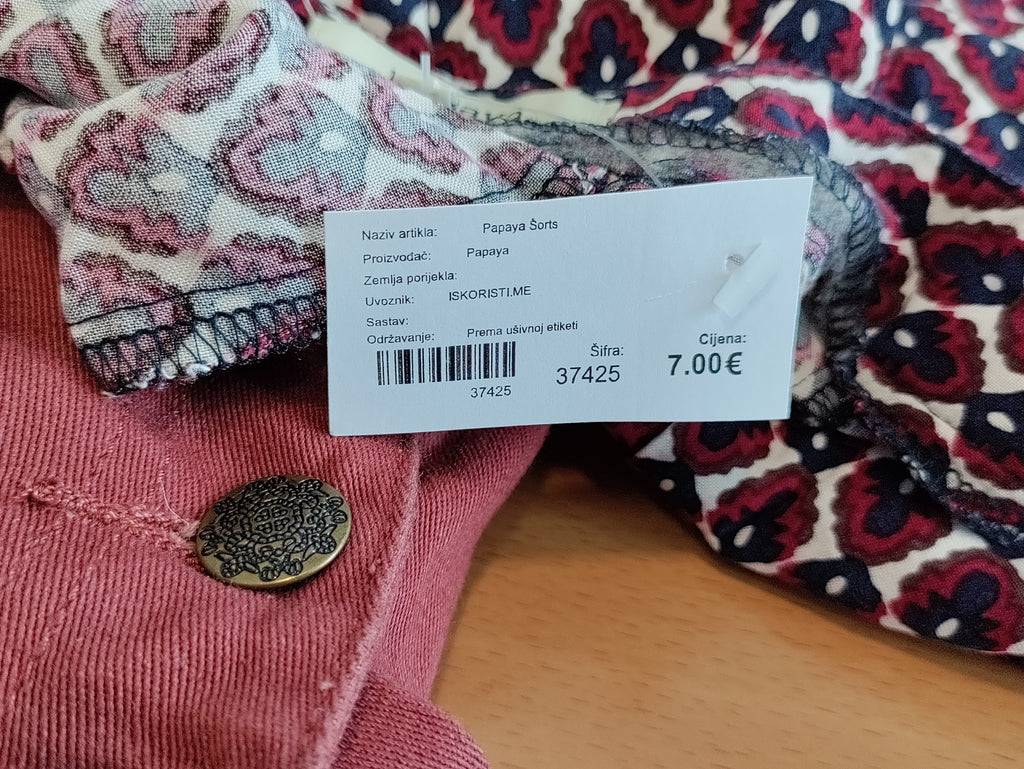 Naziv artikla: Papaya Šorts
Proizvođač: Papaya
Zemlja porijekla:
Uvoznik: ISKORISTI.ME
Sastav:
Održavanje: Prema ušivnoj etiketi
37425
Šifra:
37425
Cijena:
7.00€